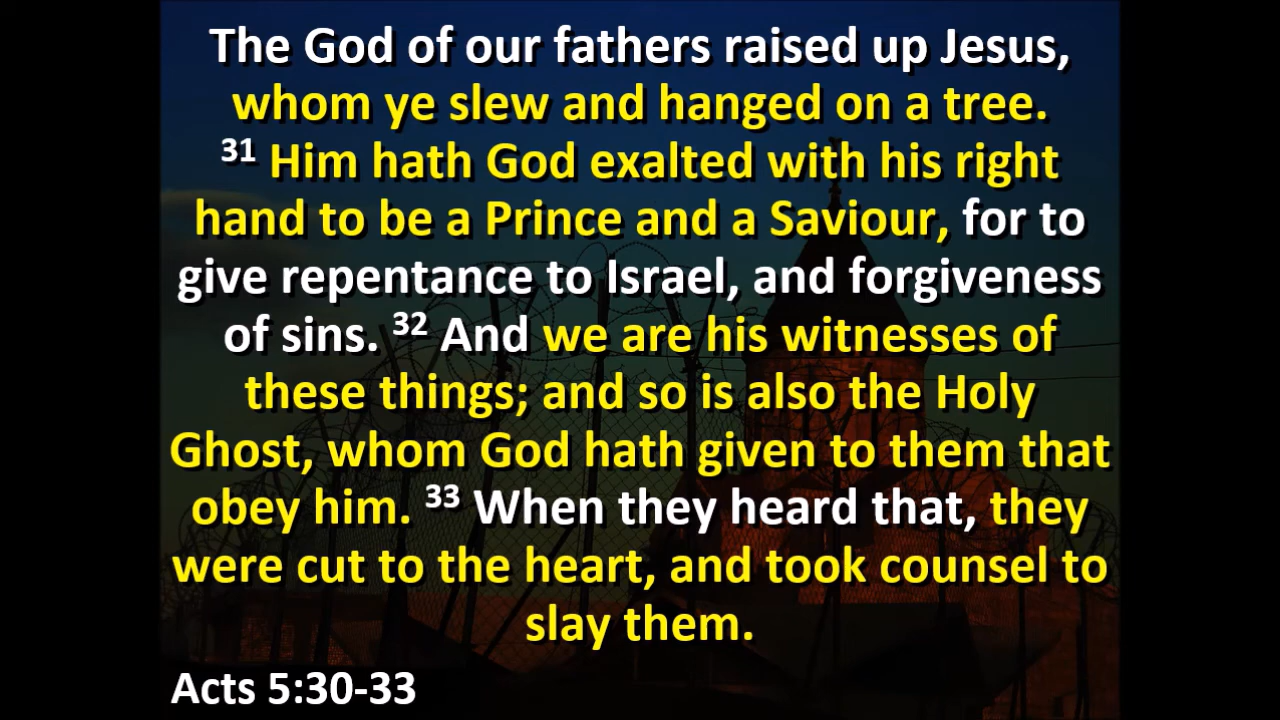 The God of our fathers raised up Jesus,
whom ye slew and hanged on a tree.
31 Him hath God exalted with his right
hand to be a Prince and a Saviour, for to
give repentance to Israel, and forgiveness
of sins. 32 And we are his witnesses of
these things; and so is also the Holy
Ghost, whom God hath given to them that
obey him. 33 When they heard that, they
were cut to the heart, and took counsel to
slay them.
Acts 5:30-33